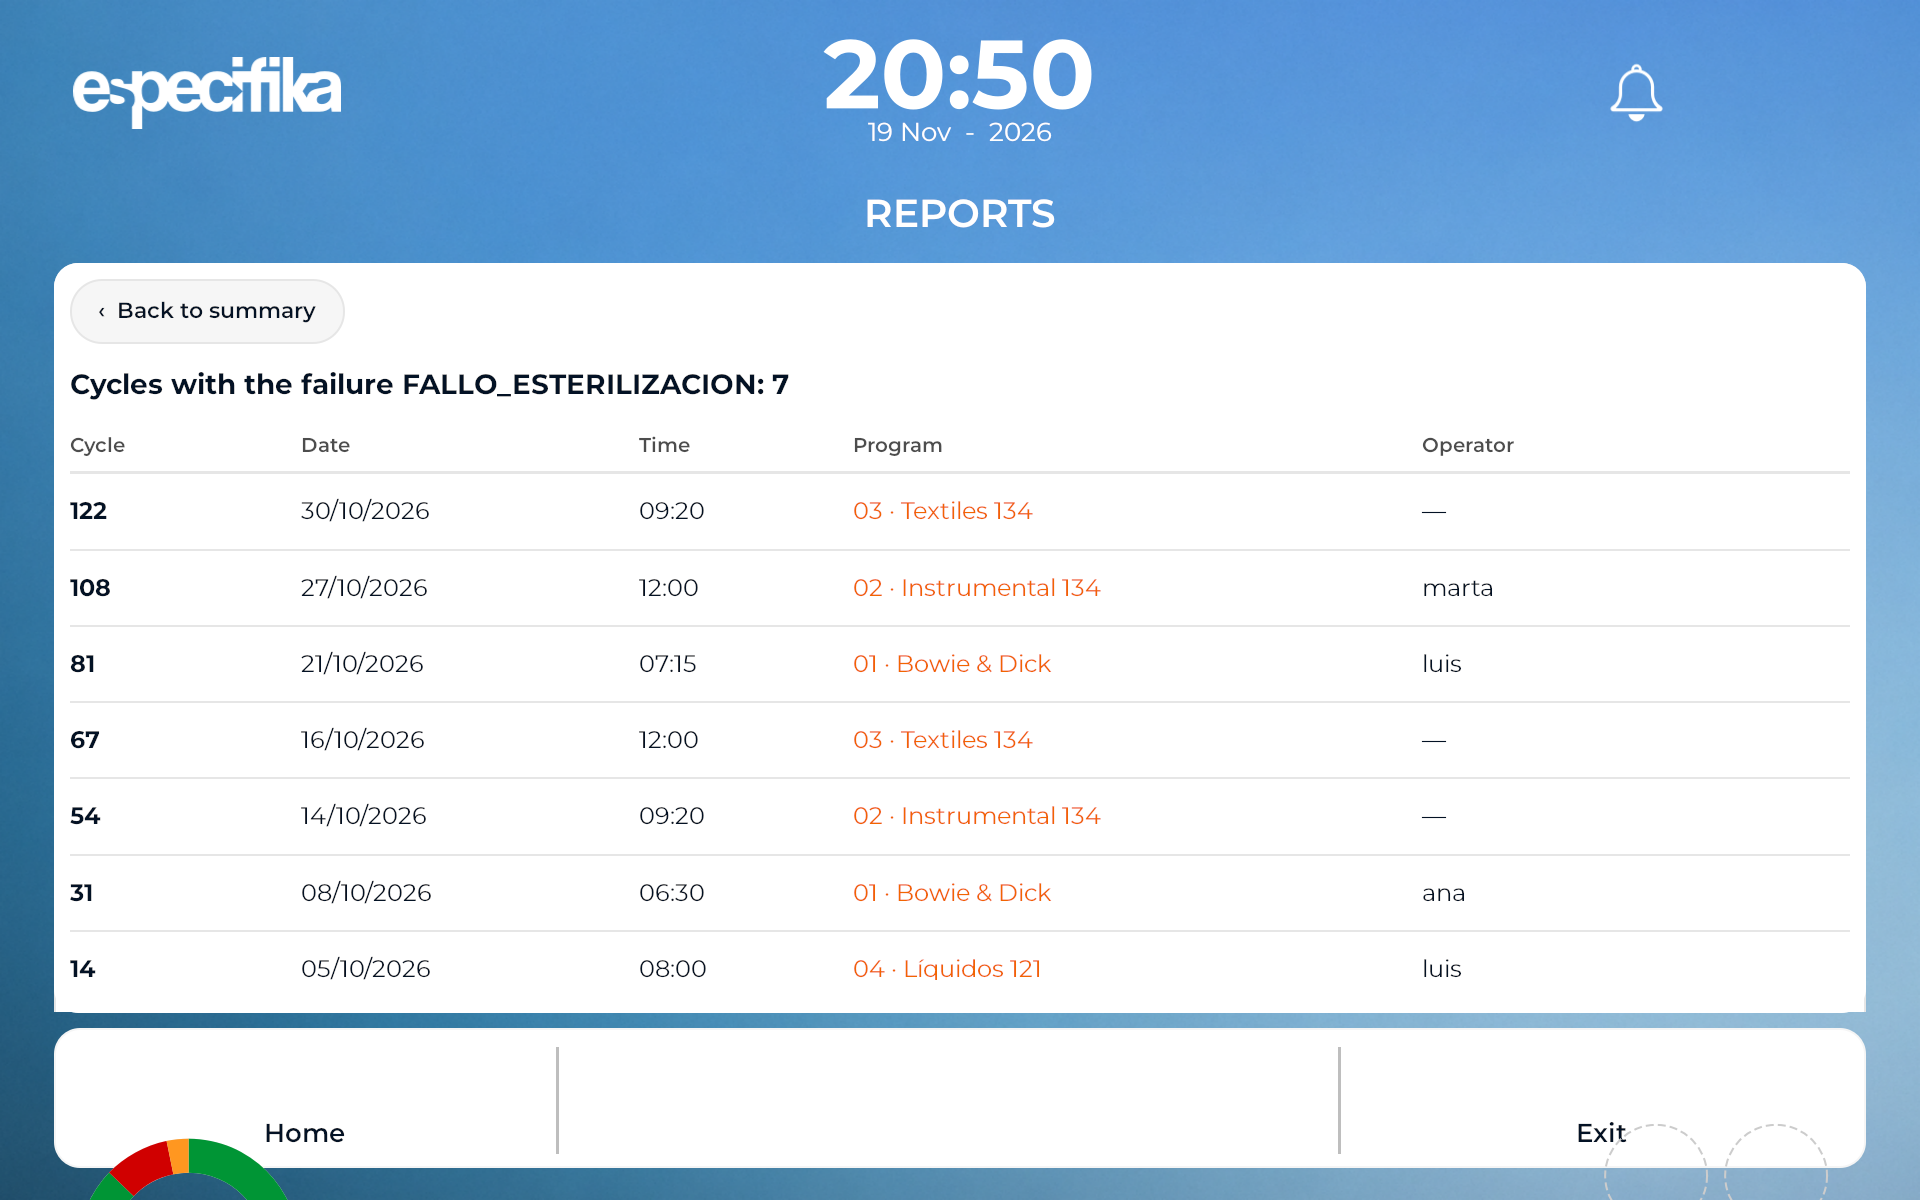 especifika
20:50
19 Nov - 2026
REPORTS
‹ Back to summary
Cycles with the failure FALLO_ESTERILIZACION: 7
Cycle Date Time Program Operator
122 30/10/2026 09:20 03 · Textiles 134 —
108 27/10/2026 12:00 02 · Instrumental 134 marta
81 21/10/2026 07:15 01 · Bowie & Dick luis
67 16/10/2026 12:00 03 · Textiles 134 —
54 14/10/2026 09:20 02 · Instrumental 134 —
31 08/10/2026 06:30 01 · Bowie & Dick ana
14 05/10/2026 08:00 04 · Líquidos 121 luis
Home Exit